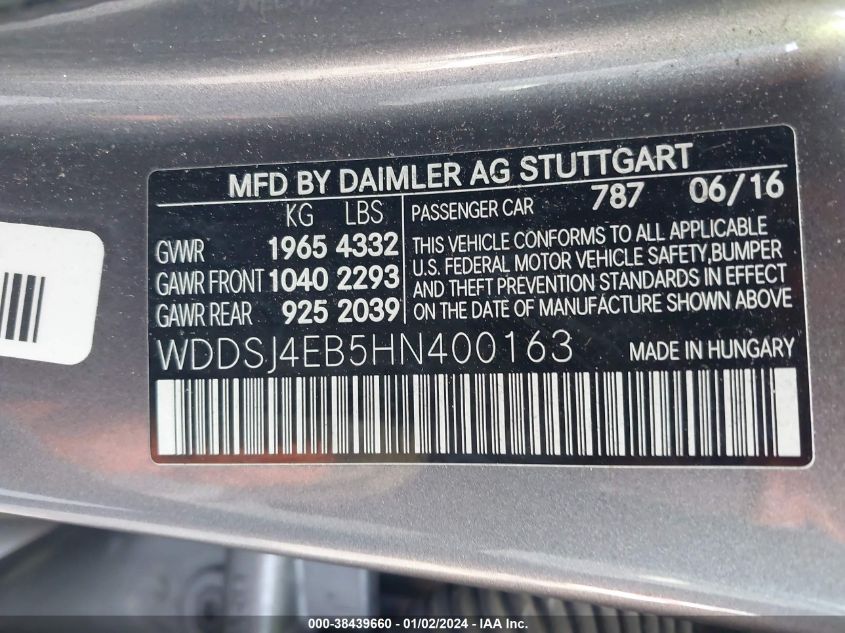 MFD BY DAIMLER AG STUTTGART
KG LBS
GVWR 1965 4332
GAWR FRONT 1040 2293
GAWR REAR 925 2039
PASSENGER CAR 787 06/16
THIS VEHICLE CONFORMS TO ALL APPLICABLE
U.S. FEDERAL MOTOR VEHICLE SAFETY,BUMPER
AND THEFT PREVENTION STANDARDS IN EFFECT
ON THE DATE OF MANUFACTURE SHOWN ABOVE
WDDSJ4EB5HN400163 MADE IN HUNGARY
000-38439660 - 01/02/2024 - IAA Inc.